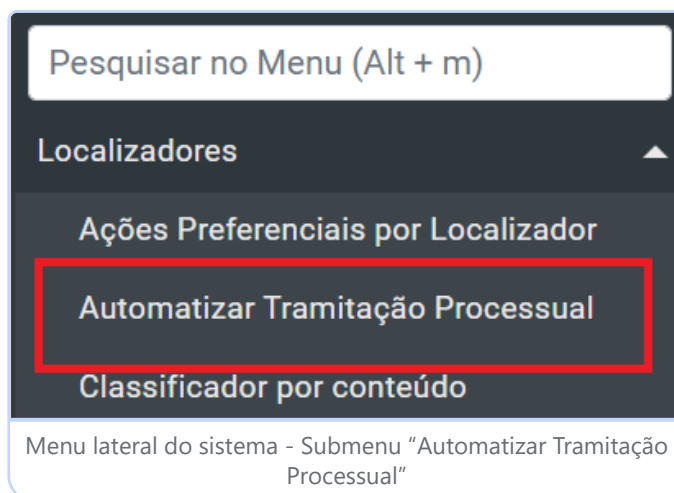 Pesquisar no Menu (Alt + m)
Localizadores
Ações Preferenciais por Localizador
Automatizar Tramitação Processual
Classificador por conteúdo
Menu lateral do sistema - Submenu “Automatizar Tramitação
Processual”